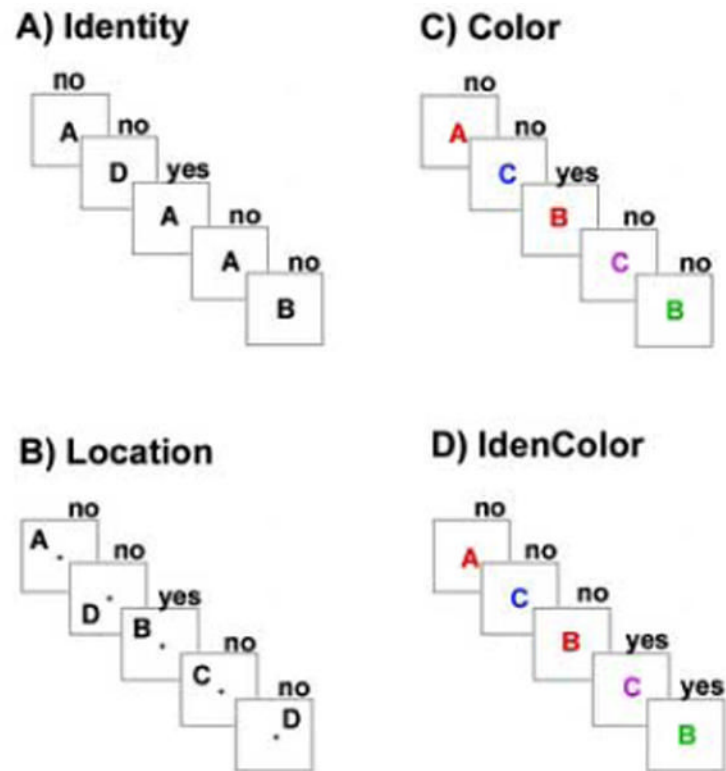 A) Identity
no
A
no
D
yes
A
no
A
no
B
C) Color
no
A
no
C
yes
B
no
C
no
B
B) Location
no
A
no
D
yes
B
no
C
no
D
D) IdenColor
no
A
no
C
no
B
yes
C
yes
B